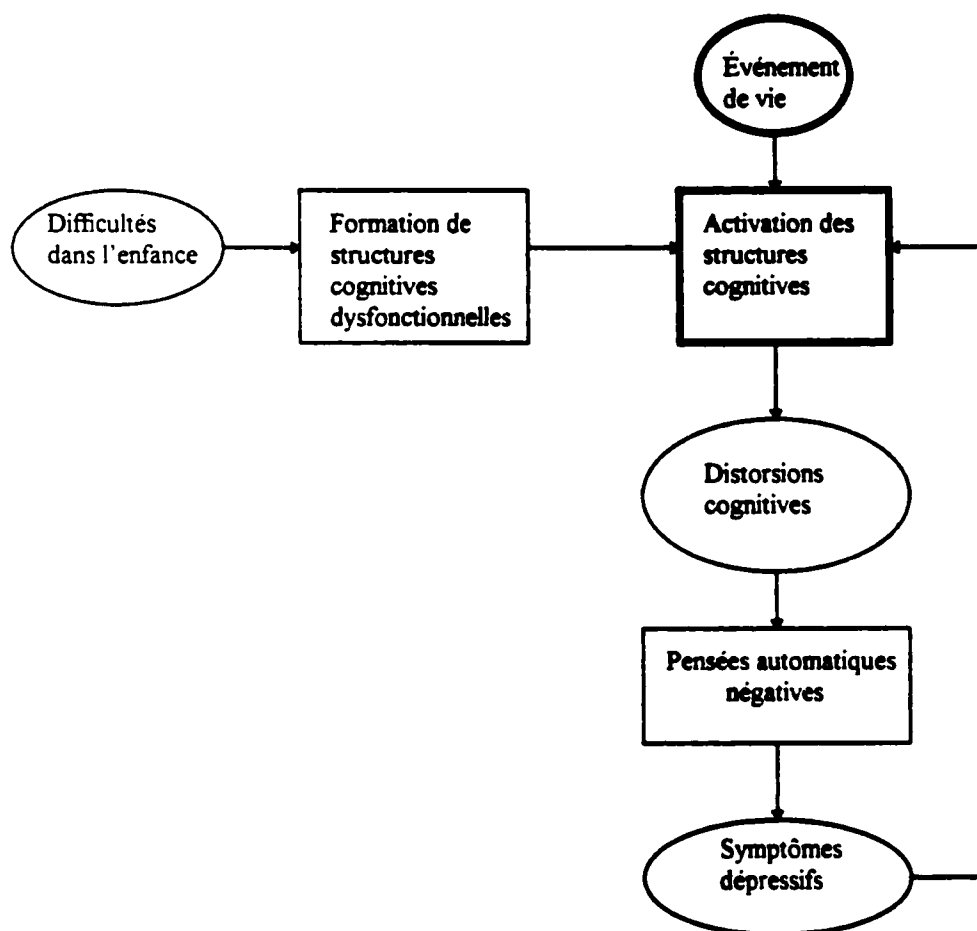 Événement
de vie
Difficultés
dans l'enfance
Formation de
structures
cognitives
dysfonctionnelles
Activation des
structures
cognitives
Distorsions
cognitives
Pensées automatiques
négatives
Symptômes
dépressifs